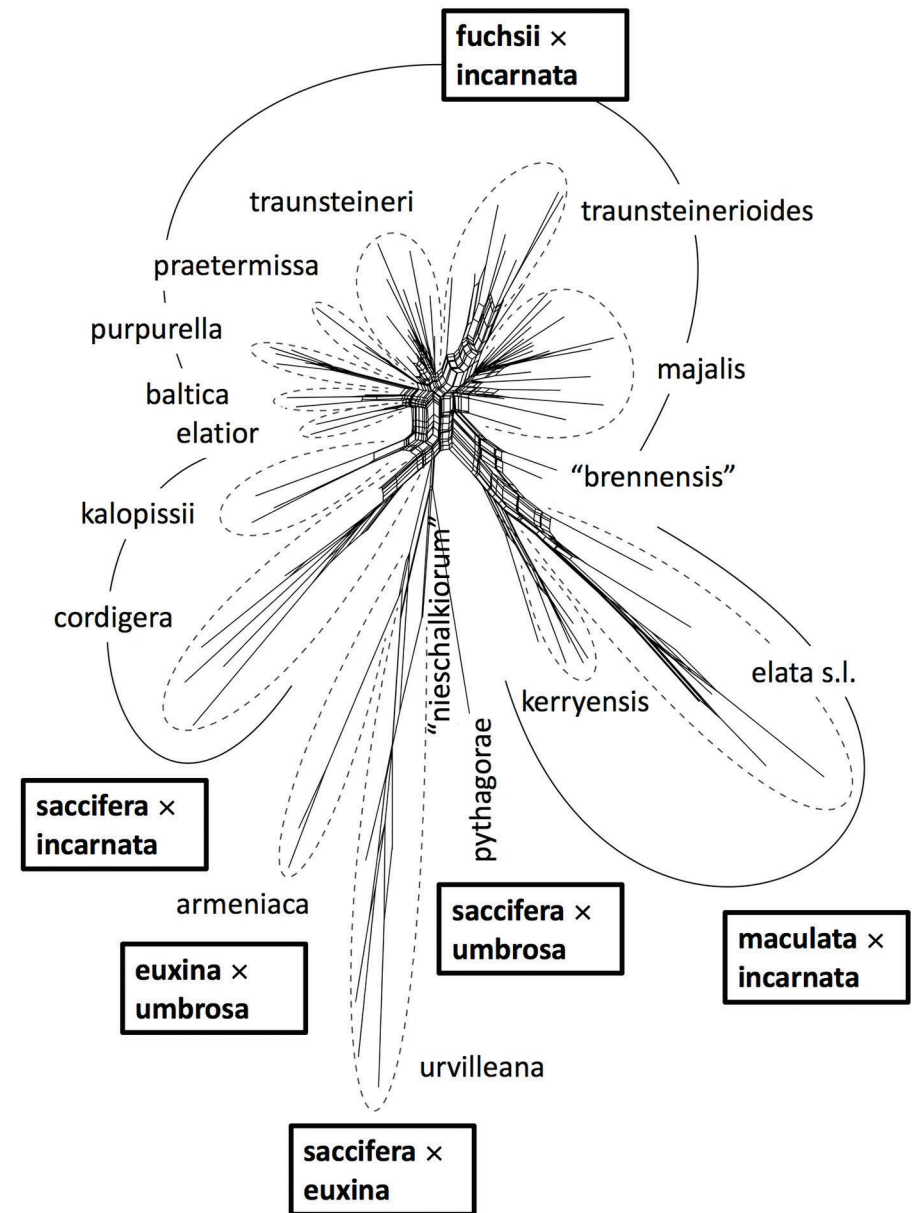 fuchsii ×
incarnata
traunsteineri
traunsteinerioides
praetermissa
purpurella
majalis
baltica
elatior
“brennensis”
kalopissii
“nieschalkiorum”
cordigera
elata s.l.
kerryensis
pythagorae
saccifera ×
incarnata
armeniaca
saccifera ×
umbrosa
maculata ×
incarnata
euxina ×
umbrosa
urvilleana
saccifera ×
euxina